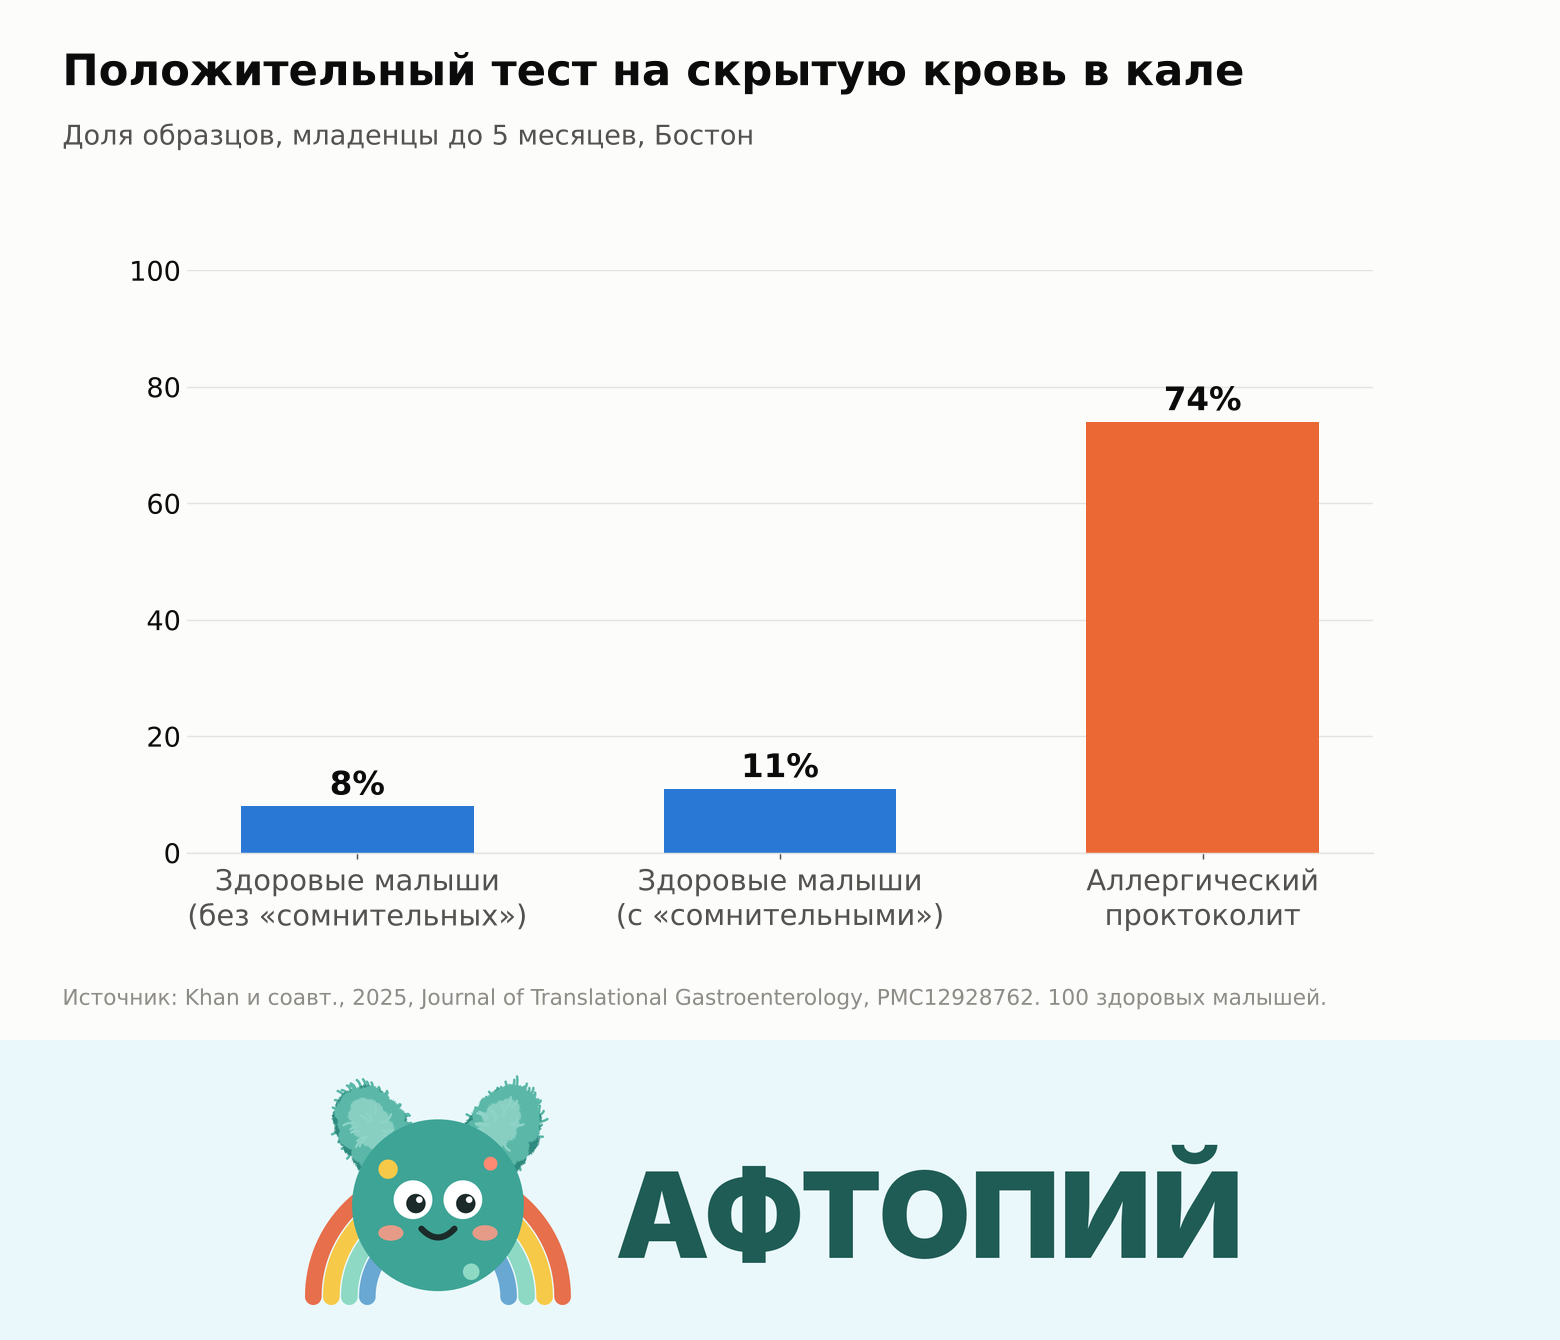 Положительный тест на скрытую кровь в кале
Доля образцов, младенцы до 5 месяцев, Бостон
100
80
60
40
20
0
8%
11%
74%
Здоровые малыши
(без «сомнительных»)
Здоровые малыши
(с «сомнительными»)
Аллергический
проктоколит
Источник: Khan и соавт., 2025, Journal of Translational Gastroenterology, PMC12928762. 100 здоровых малышей.
АФТОПИЙ